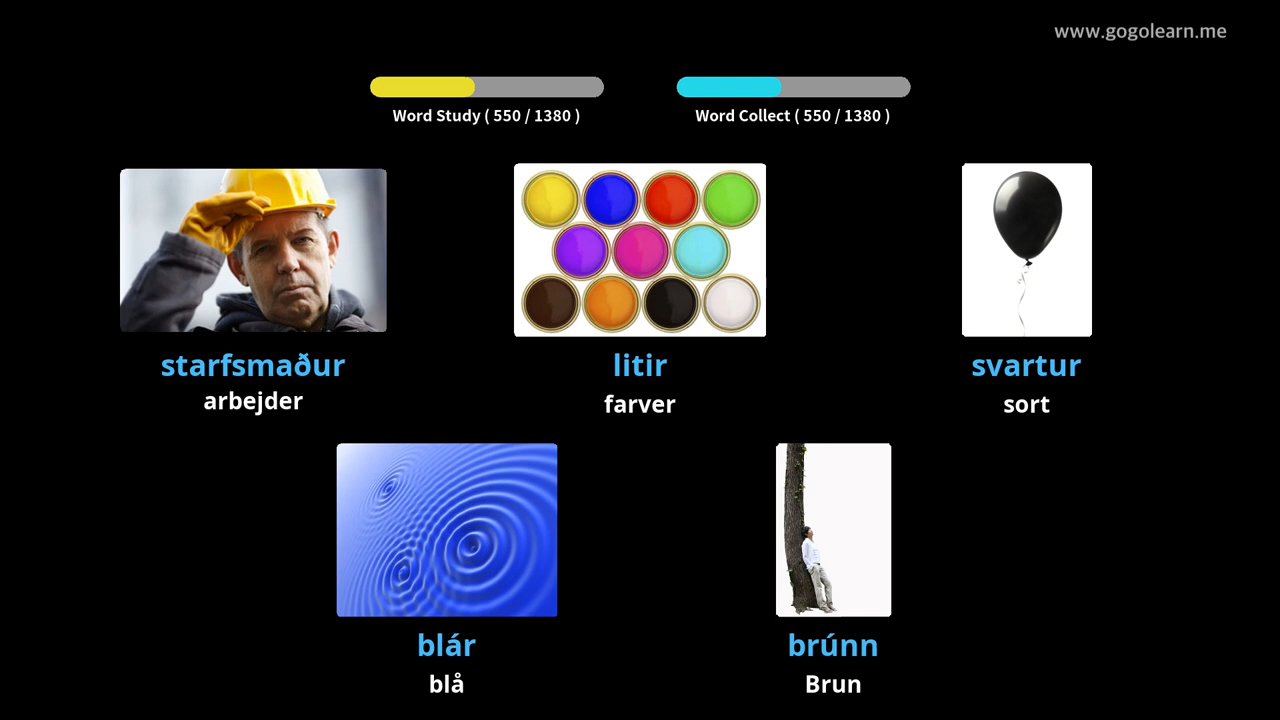 www.gogolearn.me
Word Study ( 550 / 1380 )
Word Collect ( 550 / 1380 )
starfsmaður
arbejder
litir
farver
svartur
sort
blár
blå
brúnn
Brun